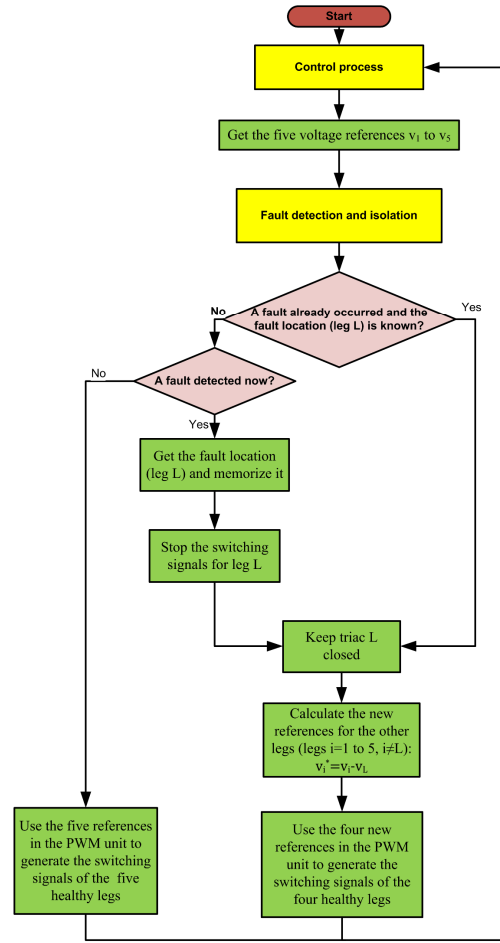 Start
Control process
Get the five voltage references v₁ to v₅
Fault detection and isolation
A fault already occurred and the
fault location (leg L) is known?
No
Yes
A fault detected now?
No
Yes
Get the fault location
(leg L) and memorize it
Stop the switching
signals for leg L
Keep triac L
closed
Calculate the new
references for the other
legs (legs i=1 to 5, i≠L):
vᵢ*=vᵢ-v_L
Use the five references
in the PWM unit to
generate the switching
signals of the five
healthy legs
Use the four new
references in the PWM
unit to generate the
switching signals of the
four healthy legs